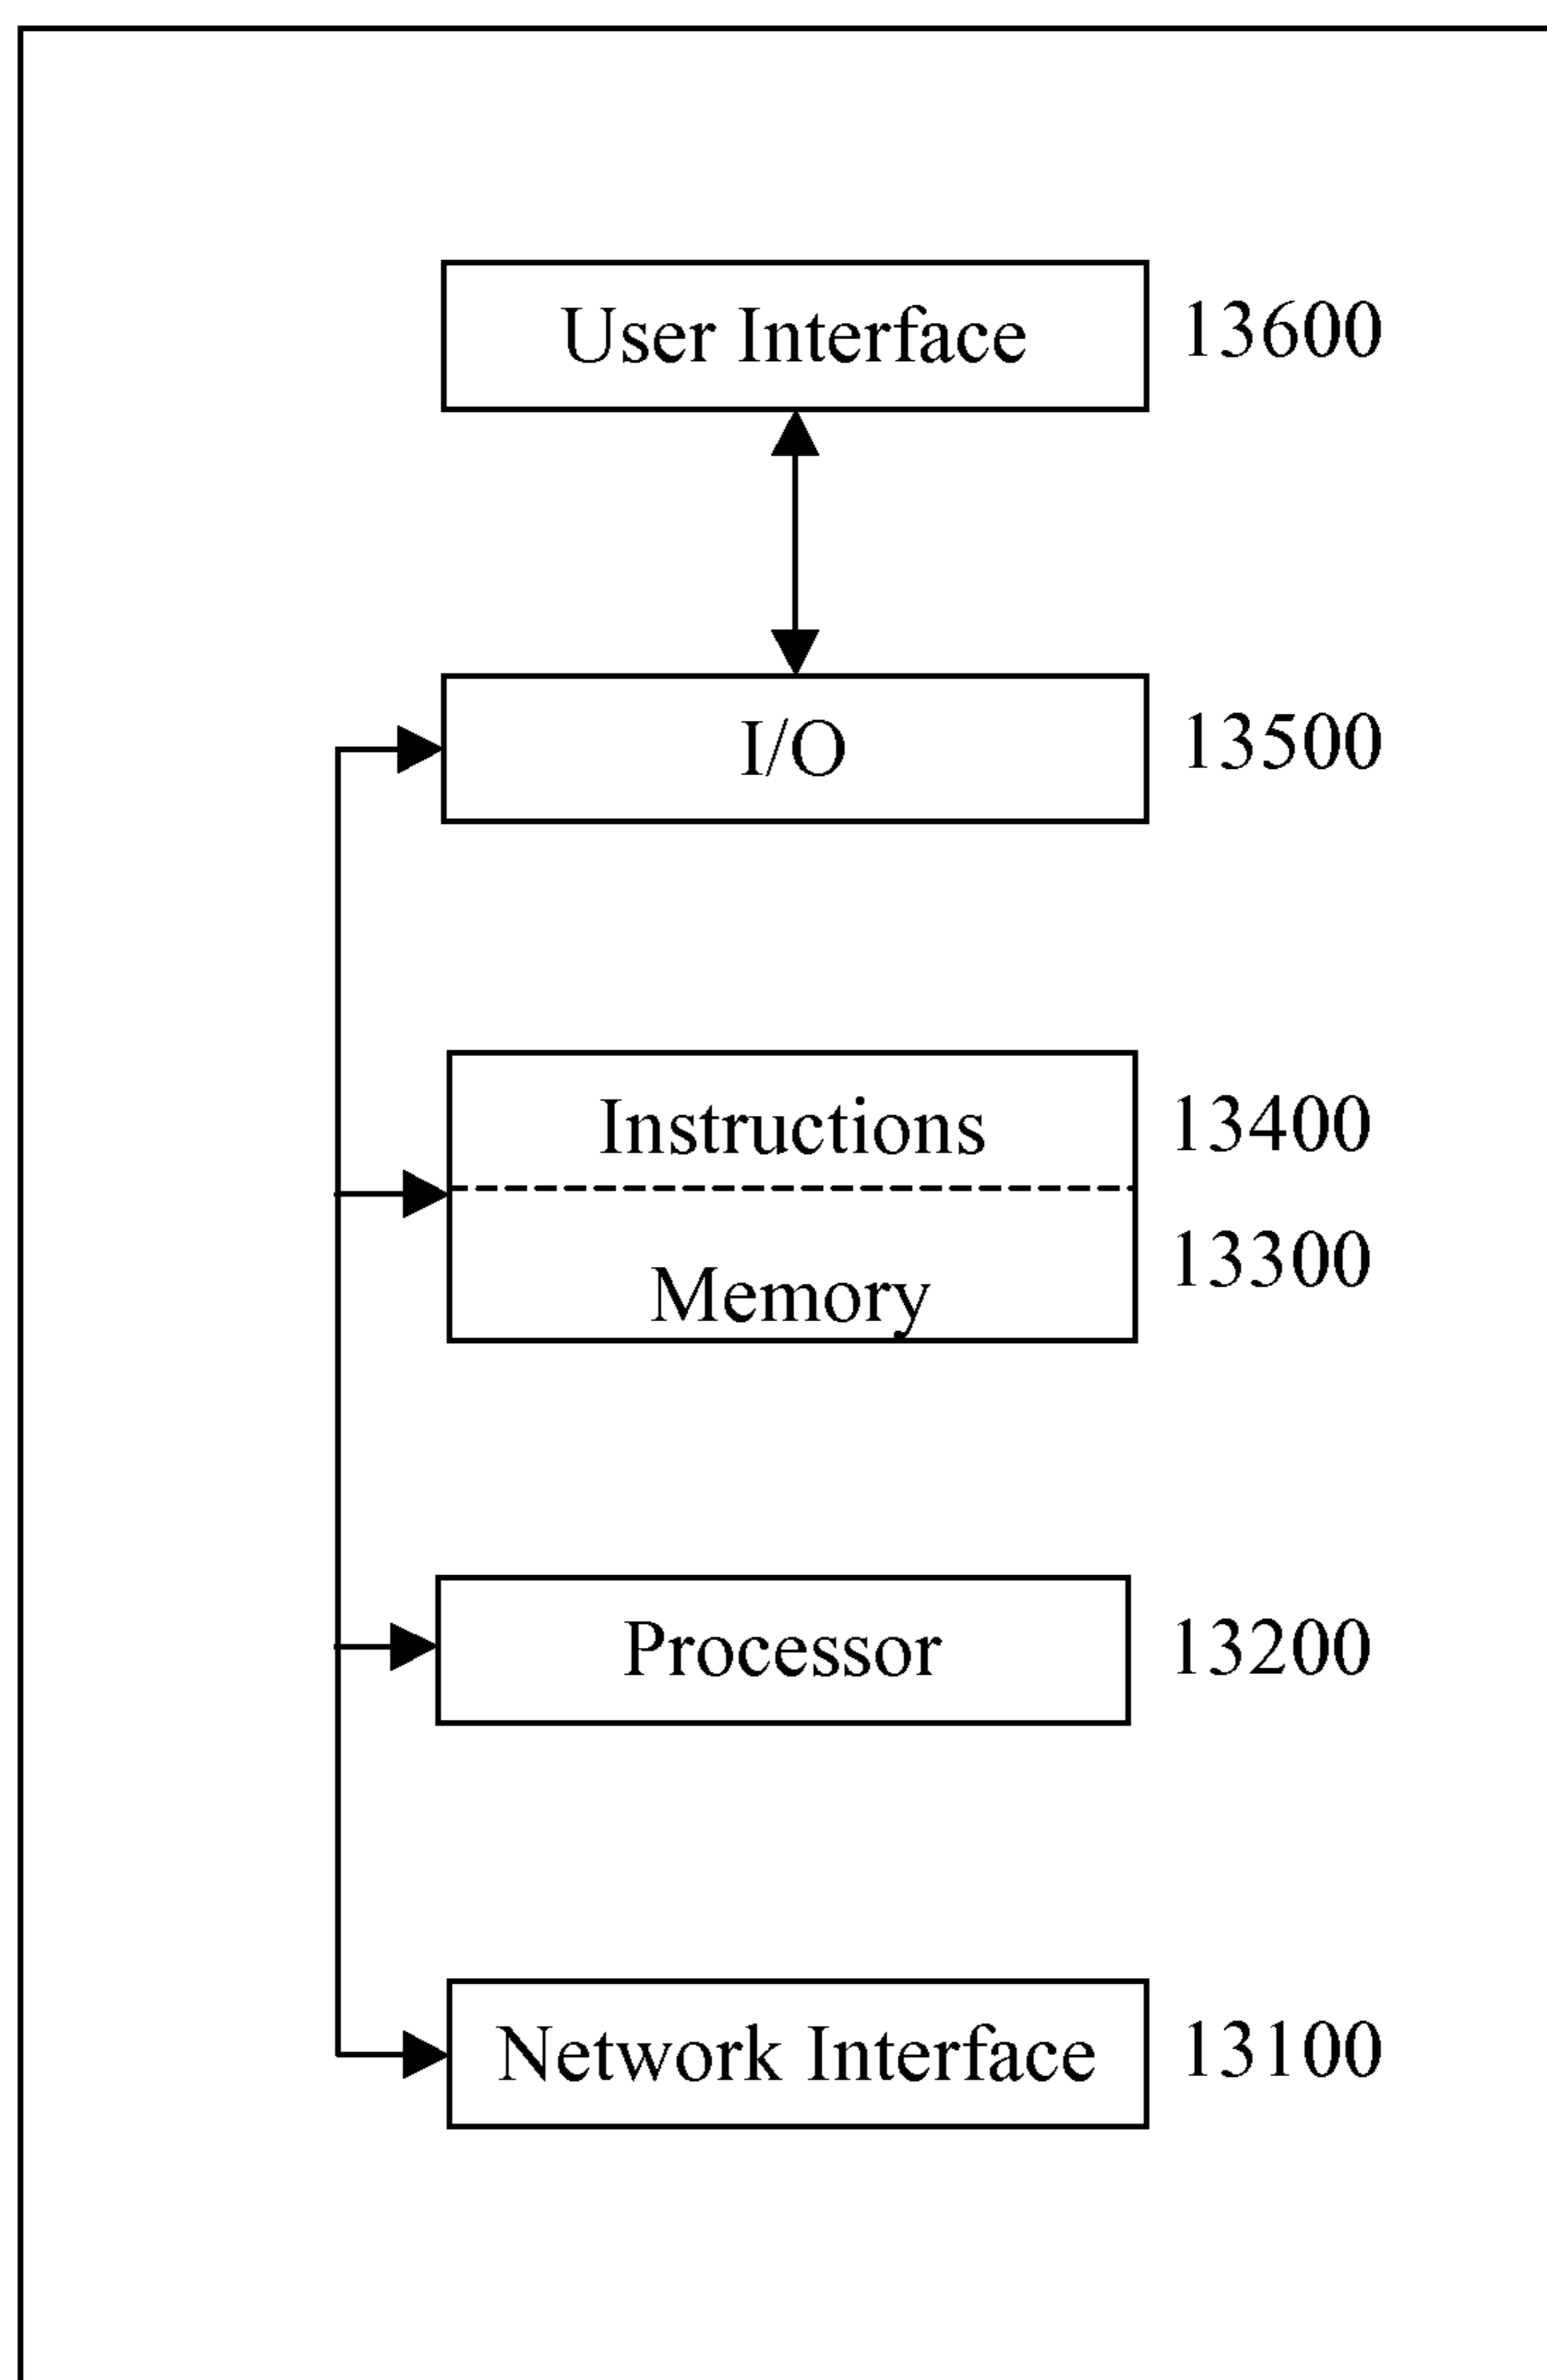 User Interface 13600
I/O 13500
Instructions 13400
Memory 13300
Processor 13200
Network Interface 13100